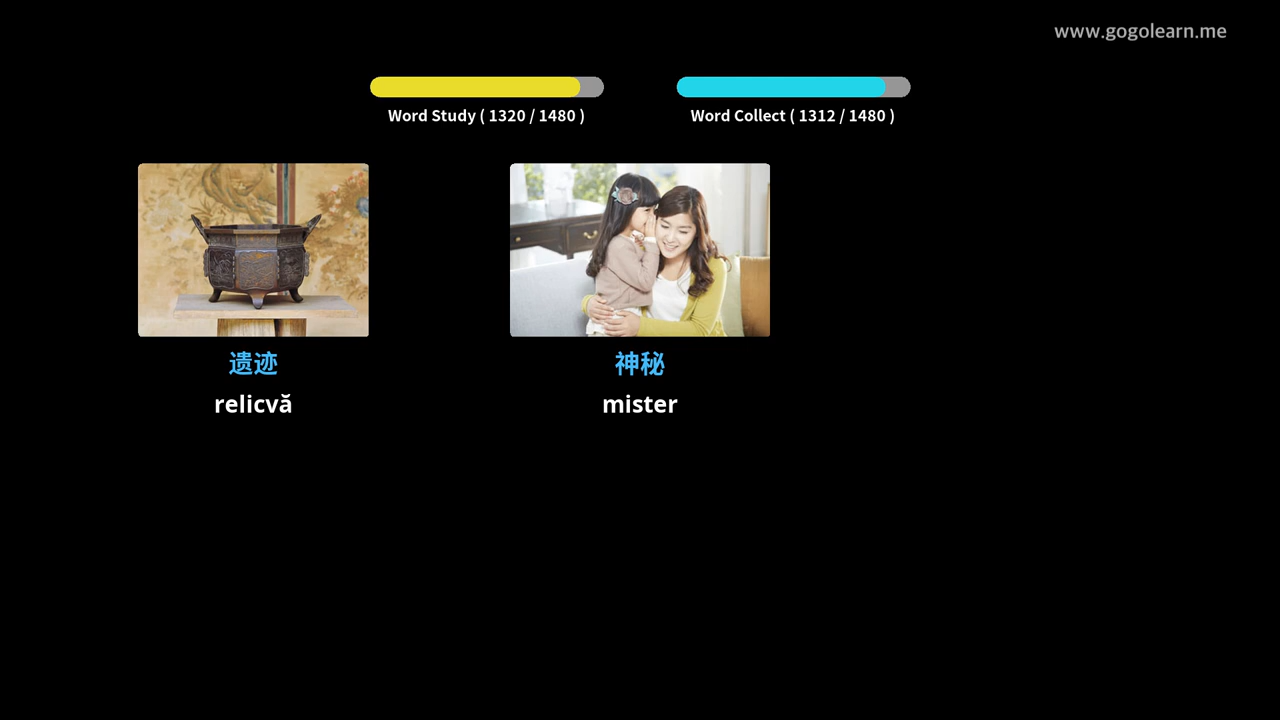 www.gogolearn.me
Word Study ( 1320 / 1480 )
Word Collect ( 1312 / 1480 )
遗迹
relicvă
神秘
mister